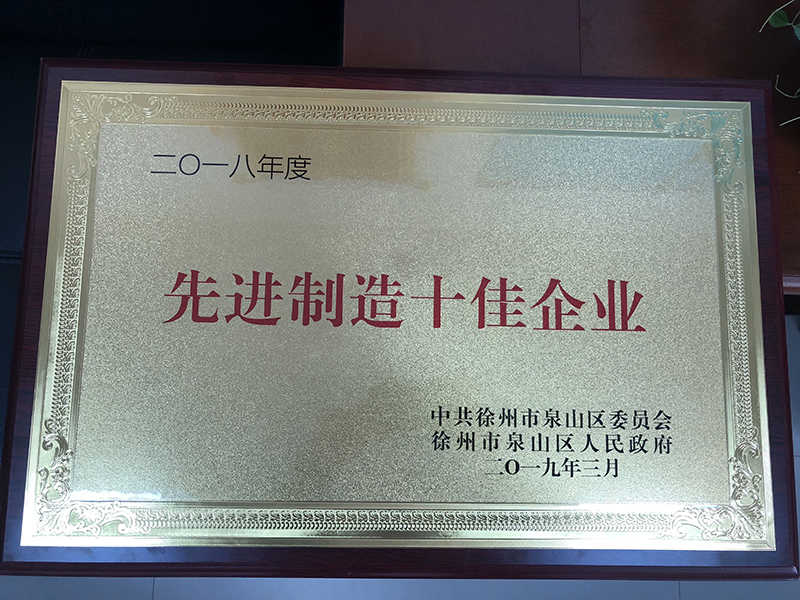 二〇一八年度
先进制造十佳企业
中共徐州市泉山区委员会
徐州市泉山区人民政府
二〇一九年三月